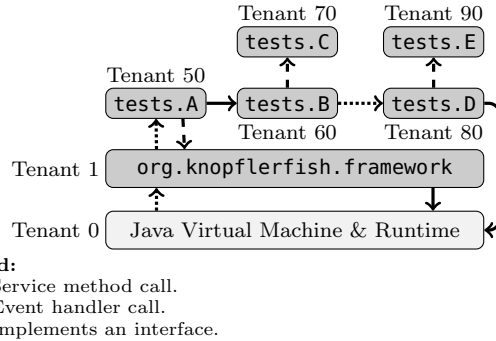 Tenant 70 Tenant 90
tests.C tests.E
Tenant 50
tests.A tests.B tests.D
Tenant 60 Tenant 80
Tenant 1 org.knopflerfish.framework
Tenant 0 Java Virtual Machine & Runtime
d:
Service method call.
Event handler call.
mplements an interface.